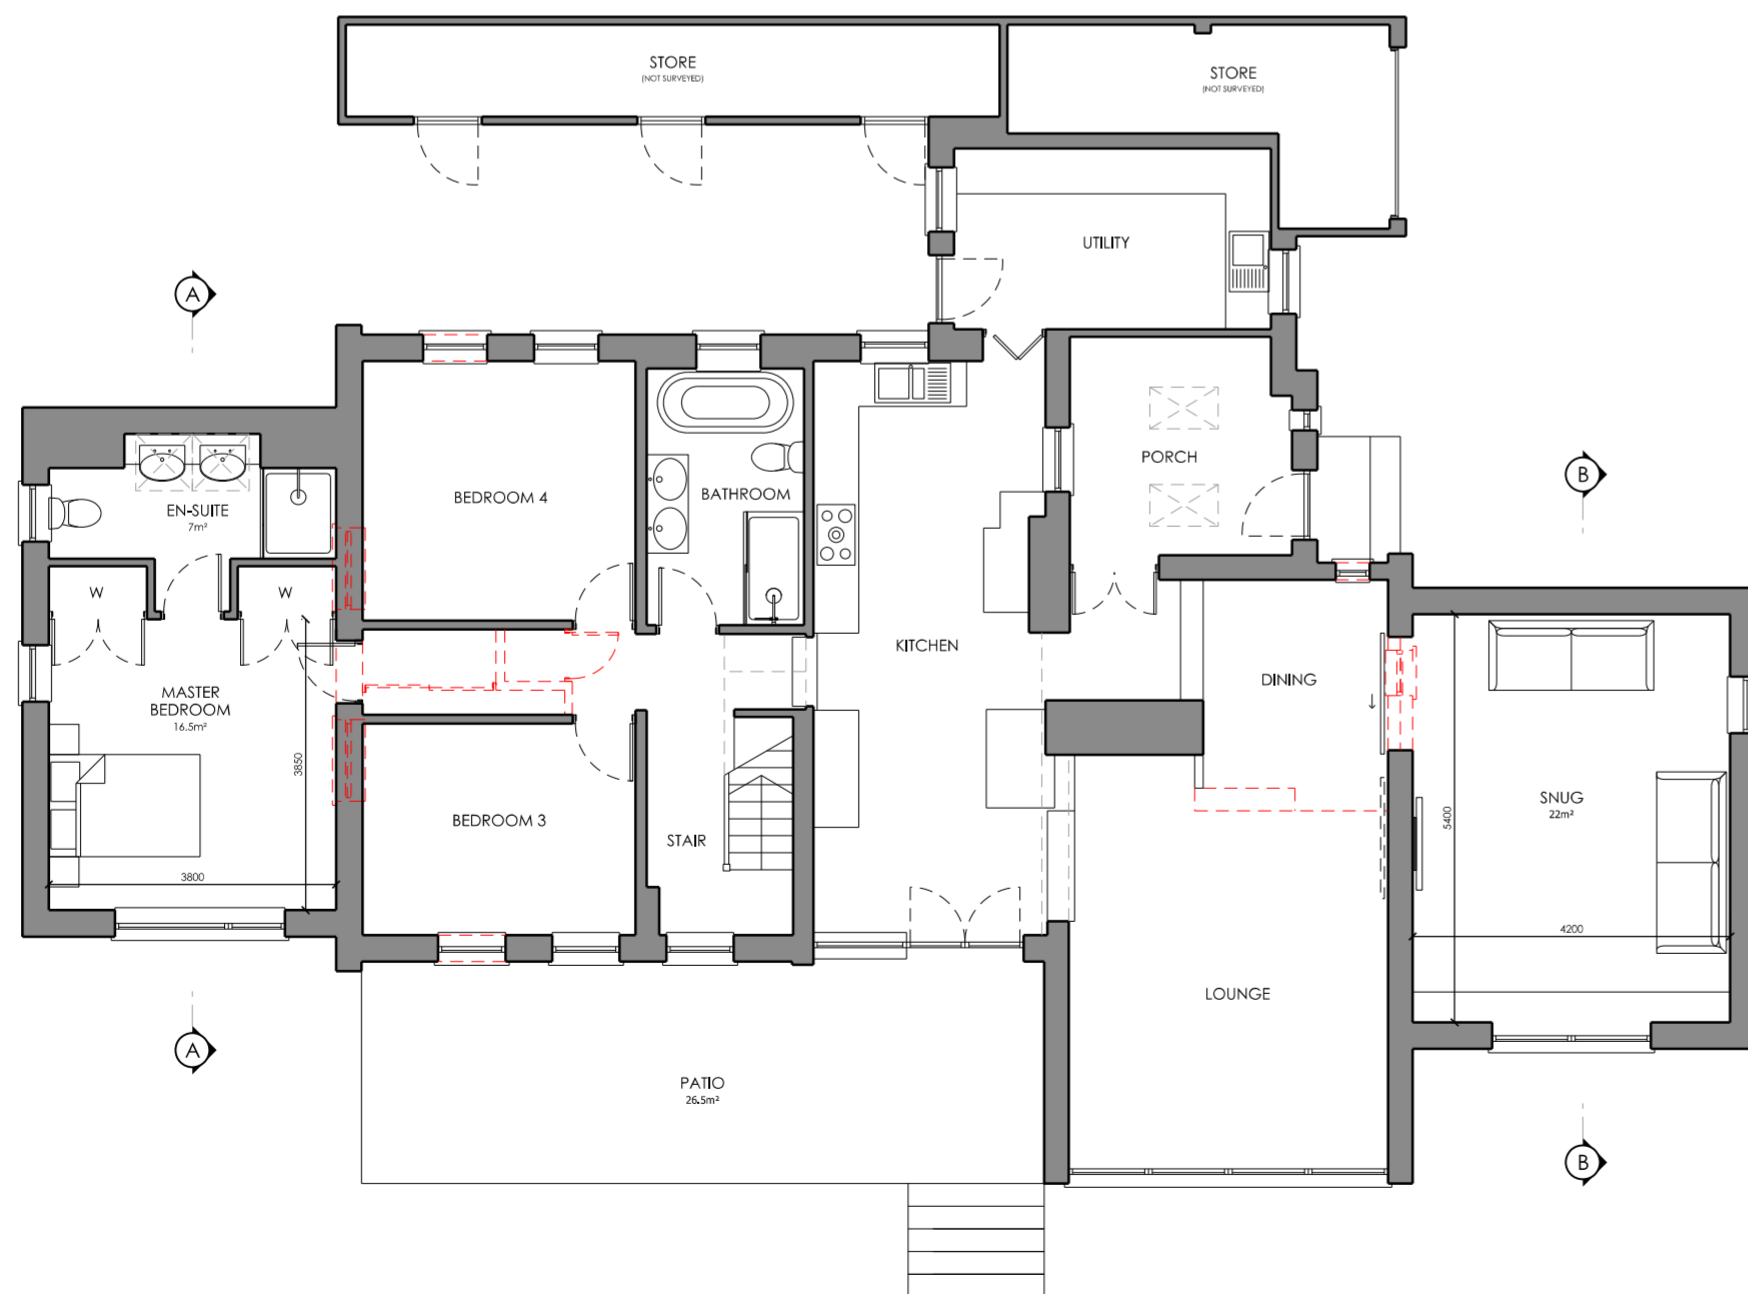 STORE
(NOT SURVEYED)
STORE
(NOT SURVEYED)
UTILITY
A
PORCH
B
BEDROOM 4
BATHROOM
EN-SUITE
7m²
W
W
KITCHEN
DINING
MASTER
BEDROOM
16.5m²
3850
SNUG
22m²
5400
BEDROOM 3
STAIR
3800
4200
LOUNGE
A
PATIO
26.5m²
B